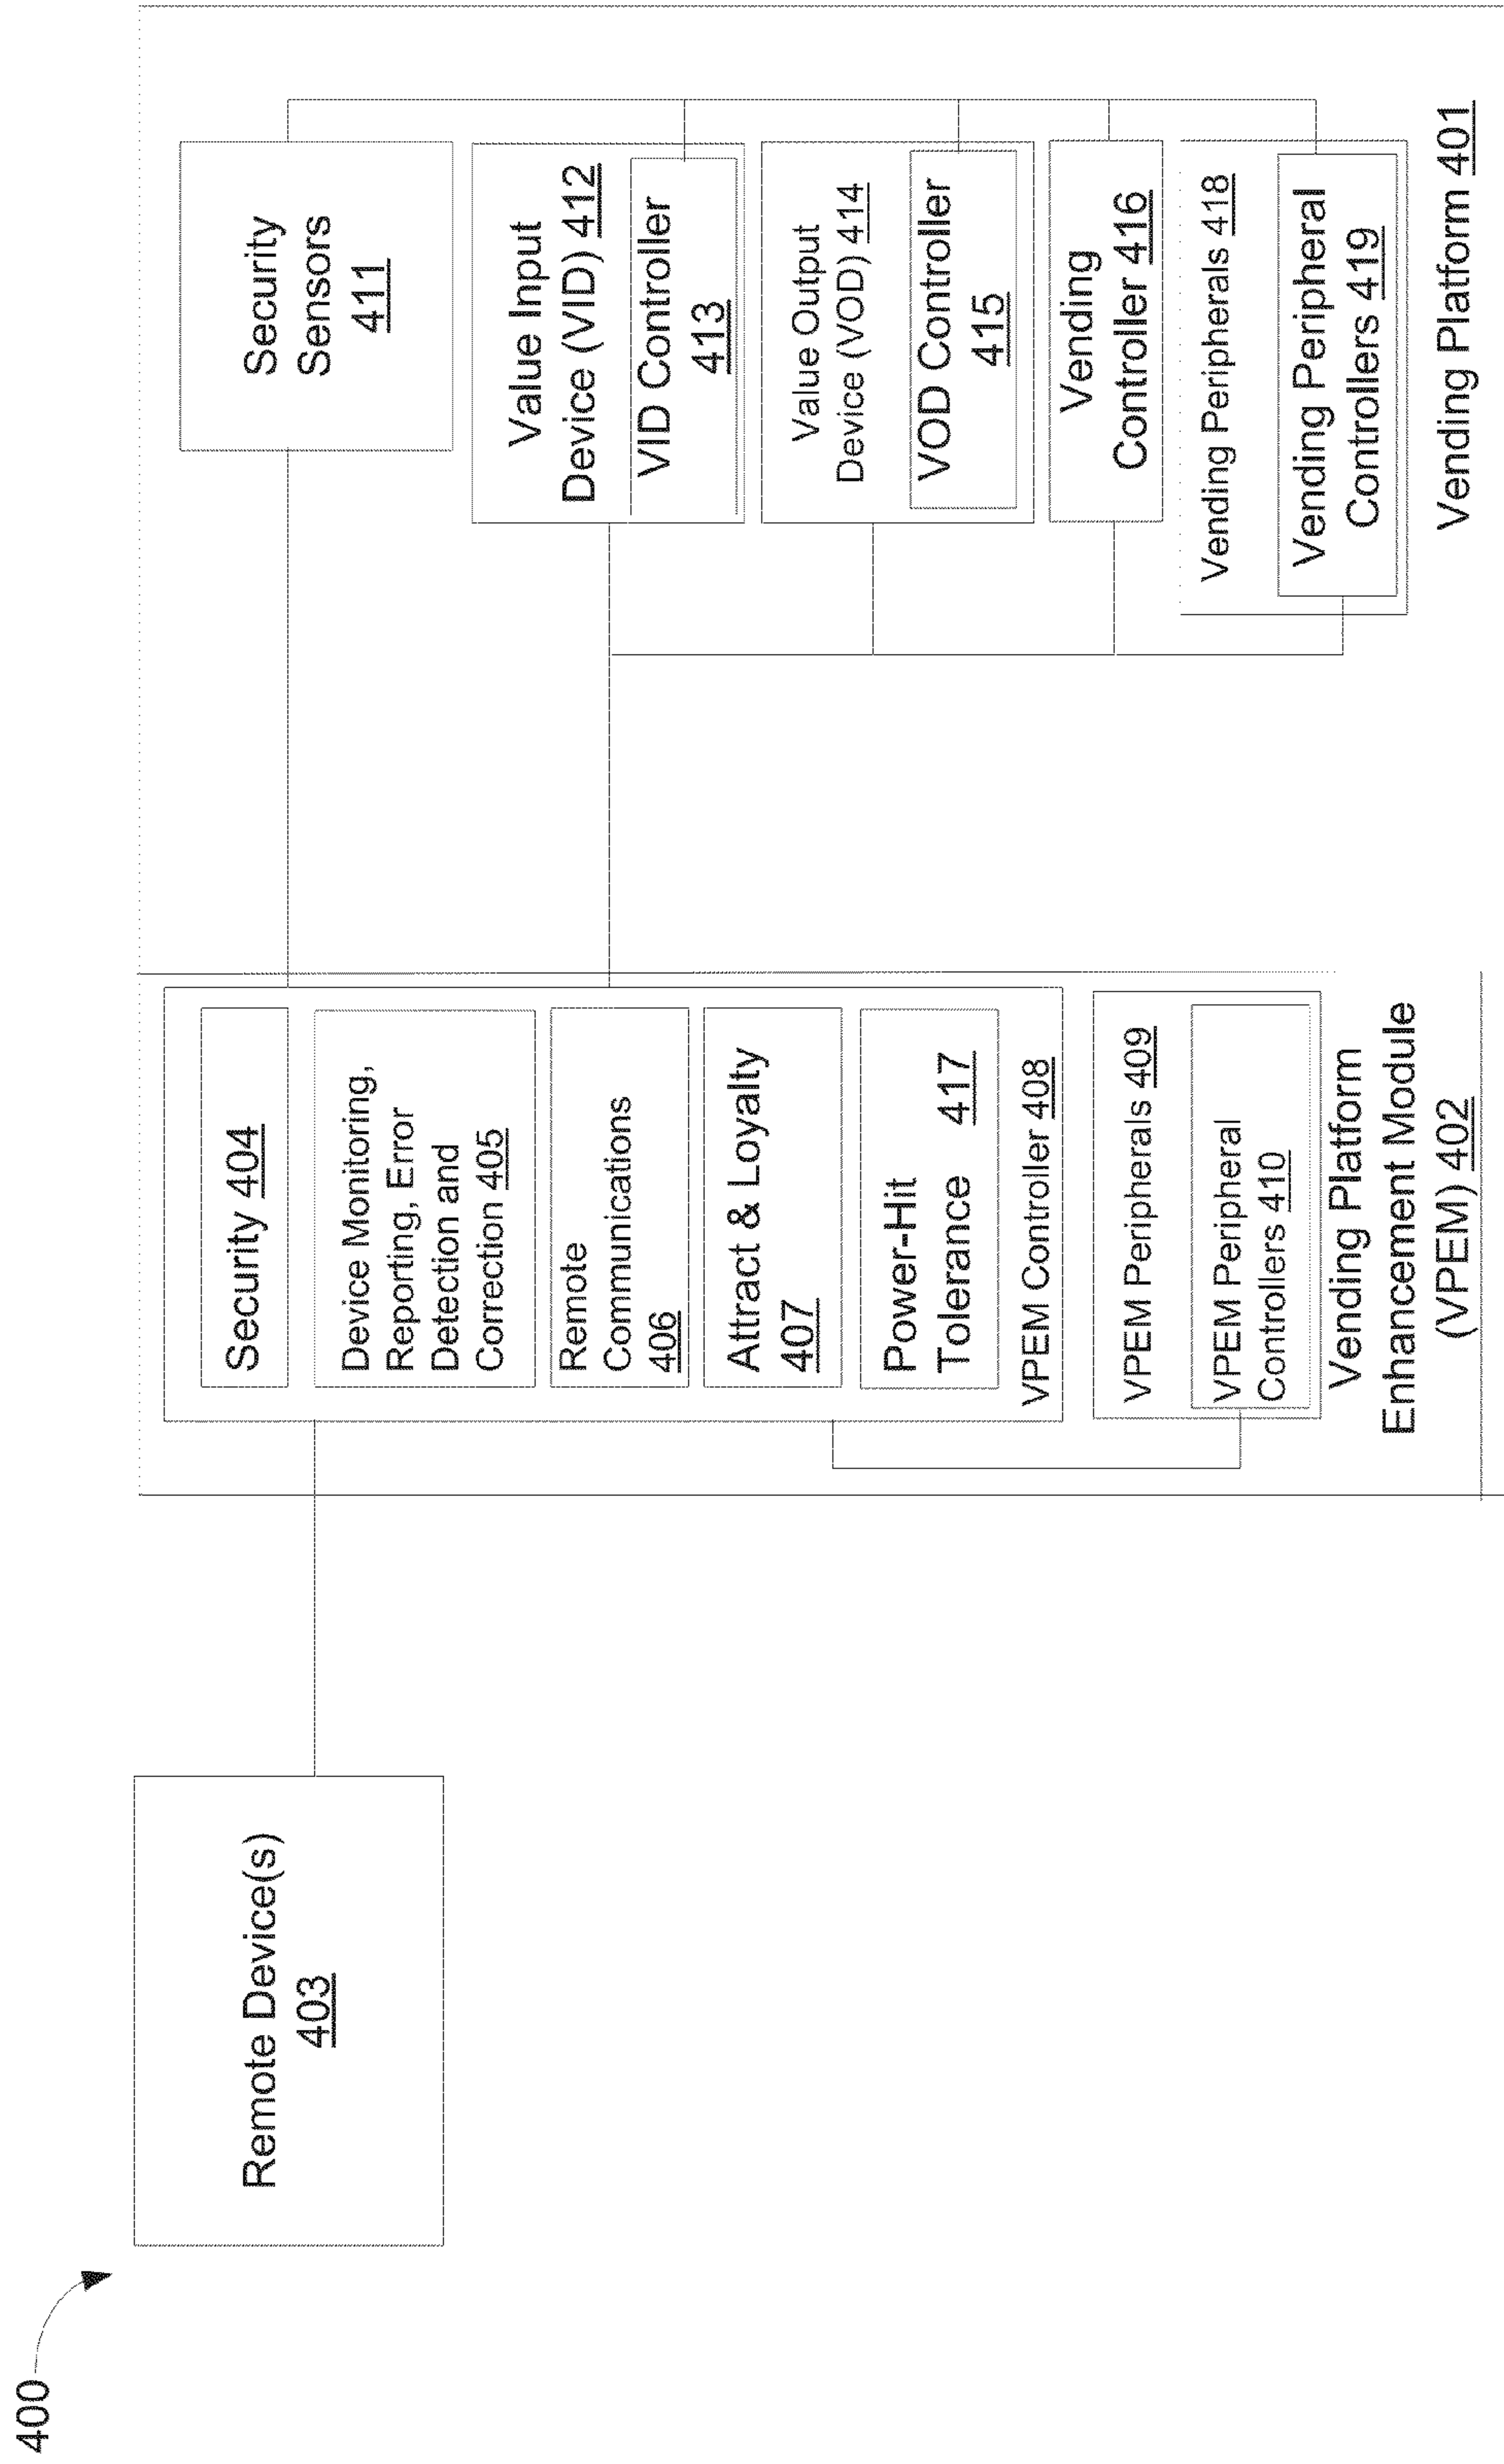 400
Remote Device(s)
403
Security 404
Device Monitoring,
Reporting, Error
Detection and
Correction 405
Remote
Communications
406
Attract & Loyalty
407
Power-Hit
Tolerance 417
VPEM Controller 408
VPEM Peripherals 409
VPEM Peripheral
Controllers 410
Vending Platform
Enhancement Module
(VPEM) 402
Security
Sensors
411
Value Input
Device (VID) 412
VID Controller
413
Value Output
Device (VOD) 414
VOD Controller
415
Vending
Controller 416
Vending Peripherals 418
Vending Peripheral
Controllers 419
Vending Platform 401